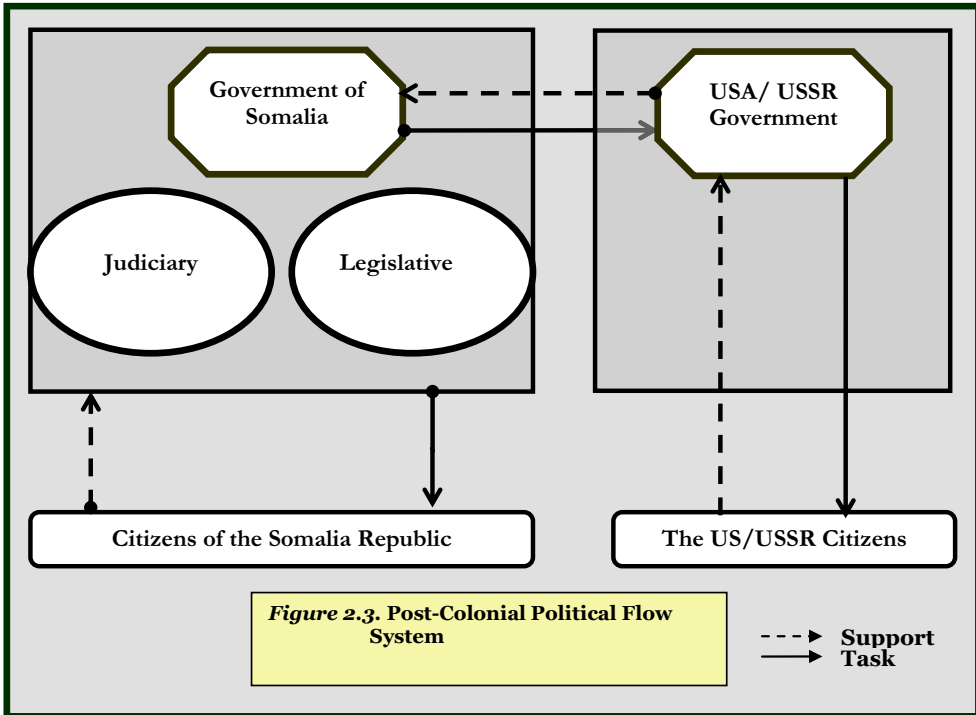 Government of
Somalia
USA/ USSR
Government
Judiciary
Legislative
Citizens of the Somalia Republic
The US/USSR Citizens
Figure 2.3. Post-Colonial Political Flow
System
Support
Task